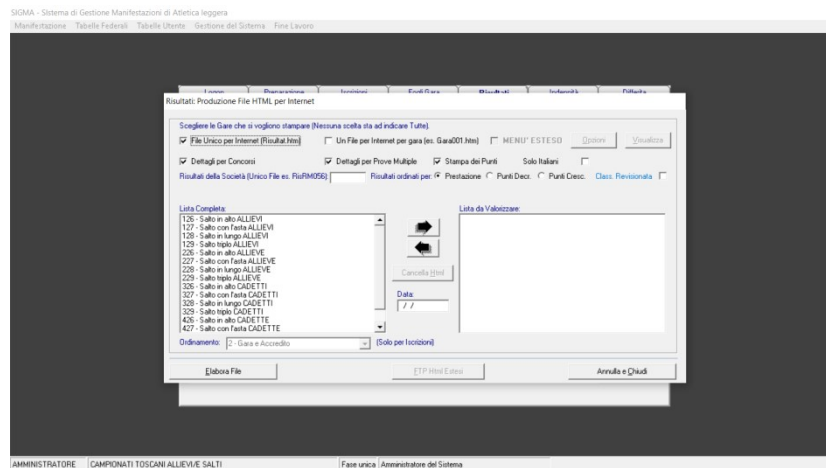 SIGMA - SIstema di Gestione Manifestazioni di Atletica leggera
Manifestazione Tabelle Federali Tabelle Utente Gestione del Sistema Fine Lavoro
Logon Preparazione Iscrizioni Fogli Gara Risultati Indennità Differita
Risultati: Produzione File HTML per Internet
Scegliere le Gare che si vogliono stampare (Nessuna scelta sta ad indicare Tutte).
File Unico per Internet (Risultat.htm) Un File per Internet per gara (es. Gara001.htm) MENU' ESTESO Opzioni Visualizza
Dettagli per Concorsi Dettagli per Prove Multiple Stampa dei Punti Solo Italiani
Risultati della Società (Unico File es. RisRM056): Risultati ordinati per: Prestazione Punti Decr. Punti Cresc. Class. Revisionata
Lista Completa: Lista da Valorizzare:
126 - Salto in alto ALLIEVI
127 - Salto con l'asta ALLIEVI
128 - Salto in lungo ALLIEVI
129 - Salto triplo ALLIEVI
226 - Salto in alto ALLIEVE
227 - Salto con l'asta ALLIEVE
228 - Salto in lungo ALLIEVE
229 - Salto triplo ALLIEVE
326 - Salto in alto CADETTI
327 - Salto con l'asta CADETTI
328 - Salto in lungo CADETTI
329 - Salto triplo CADETTI
426 - Salto in alto CADETTE
427 - Salto con l'asta CADETTE
Cancella Html
Data:
/ /
Ordinamento: 2 - Gara e Accredito (Solo per Iscrizioni)
Elabora File FTP Html Estesi Annulla e Chiudi
AMMINISTRATORE CAMPIONATI TOSCANI ALLIEVI/E SALTI Fase unica Amministratore del Sistema